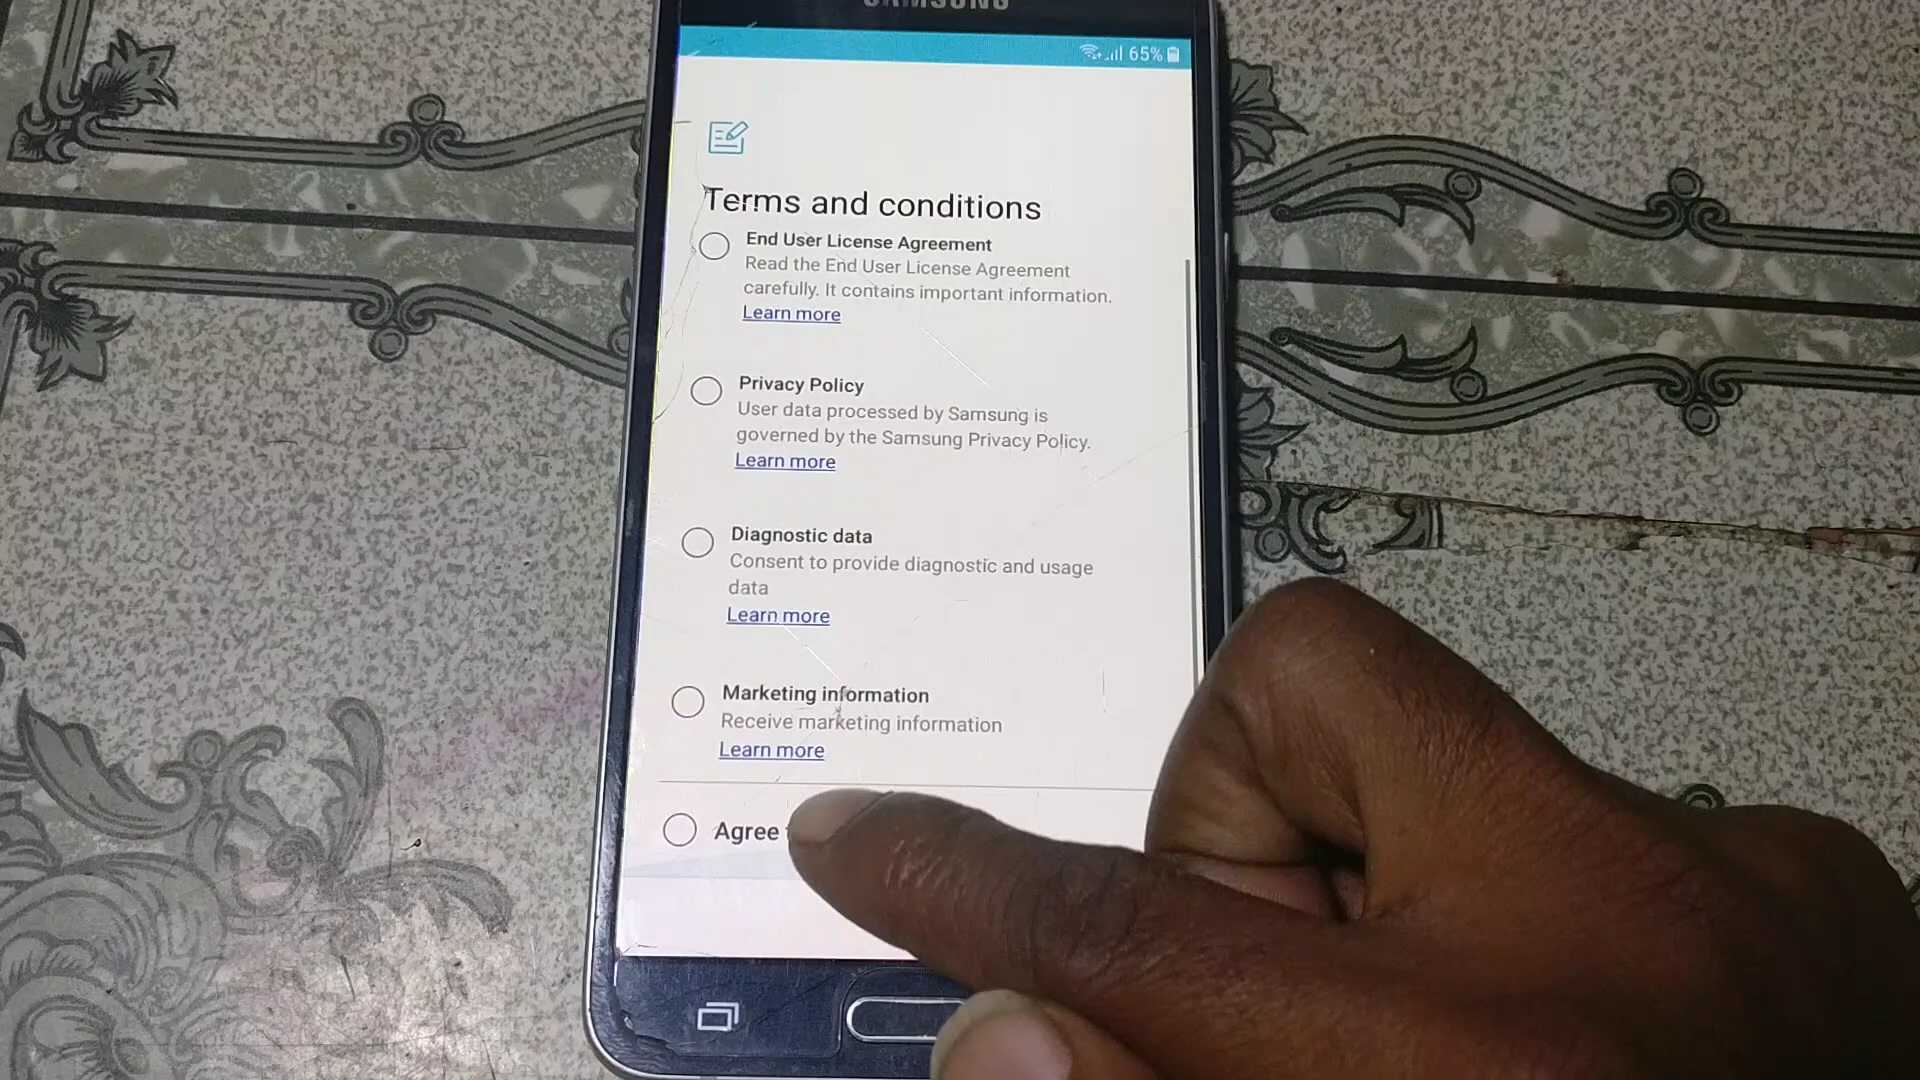 SAMSUNG
65%
Terms and conditions
End User License Agreement
Read the End User License Agreement
carefully. It contains important information.
Learn more
Privacy Policy
User data processed by Samsung is
governed by the Samsung Privacy Policy.
Learn more
Diagnostic data
Consent to provide diagnostic and usage
data
Learn more
Marketing information
Receive marketing information
Learn more
Agree